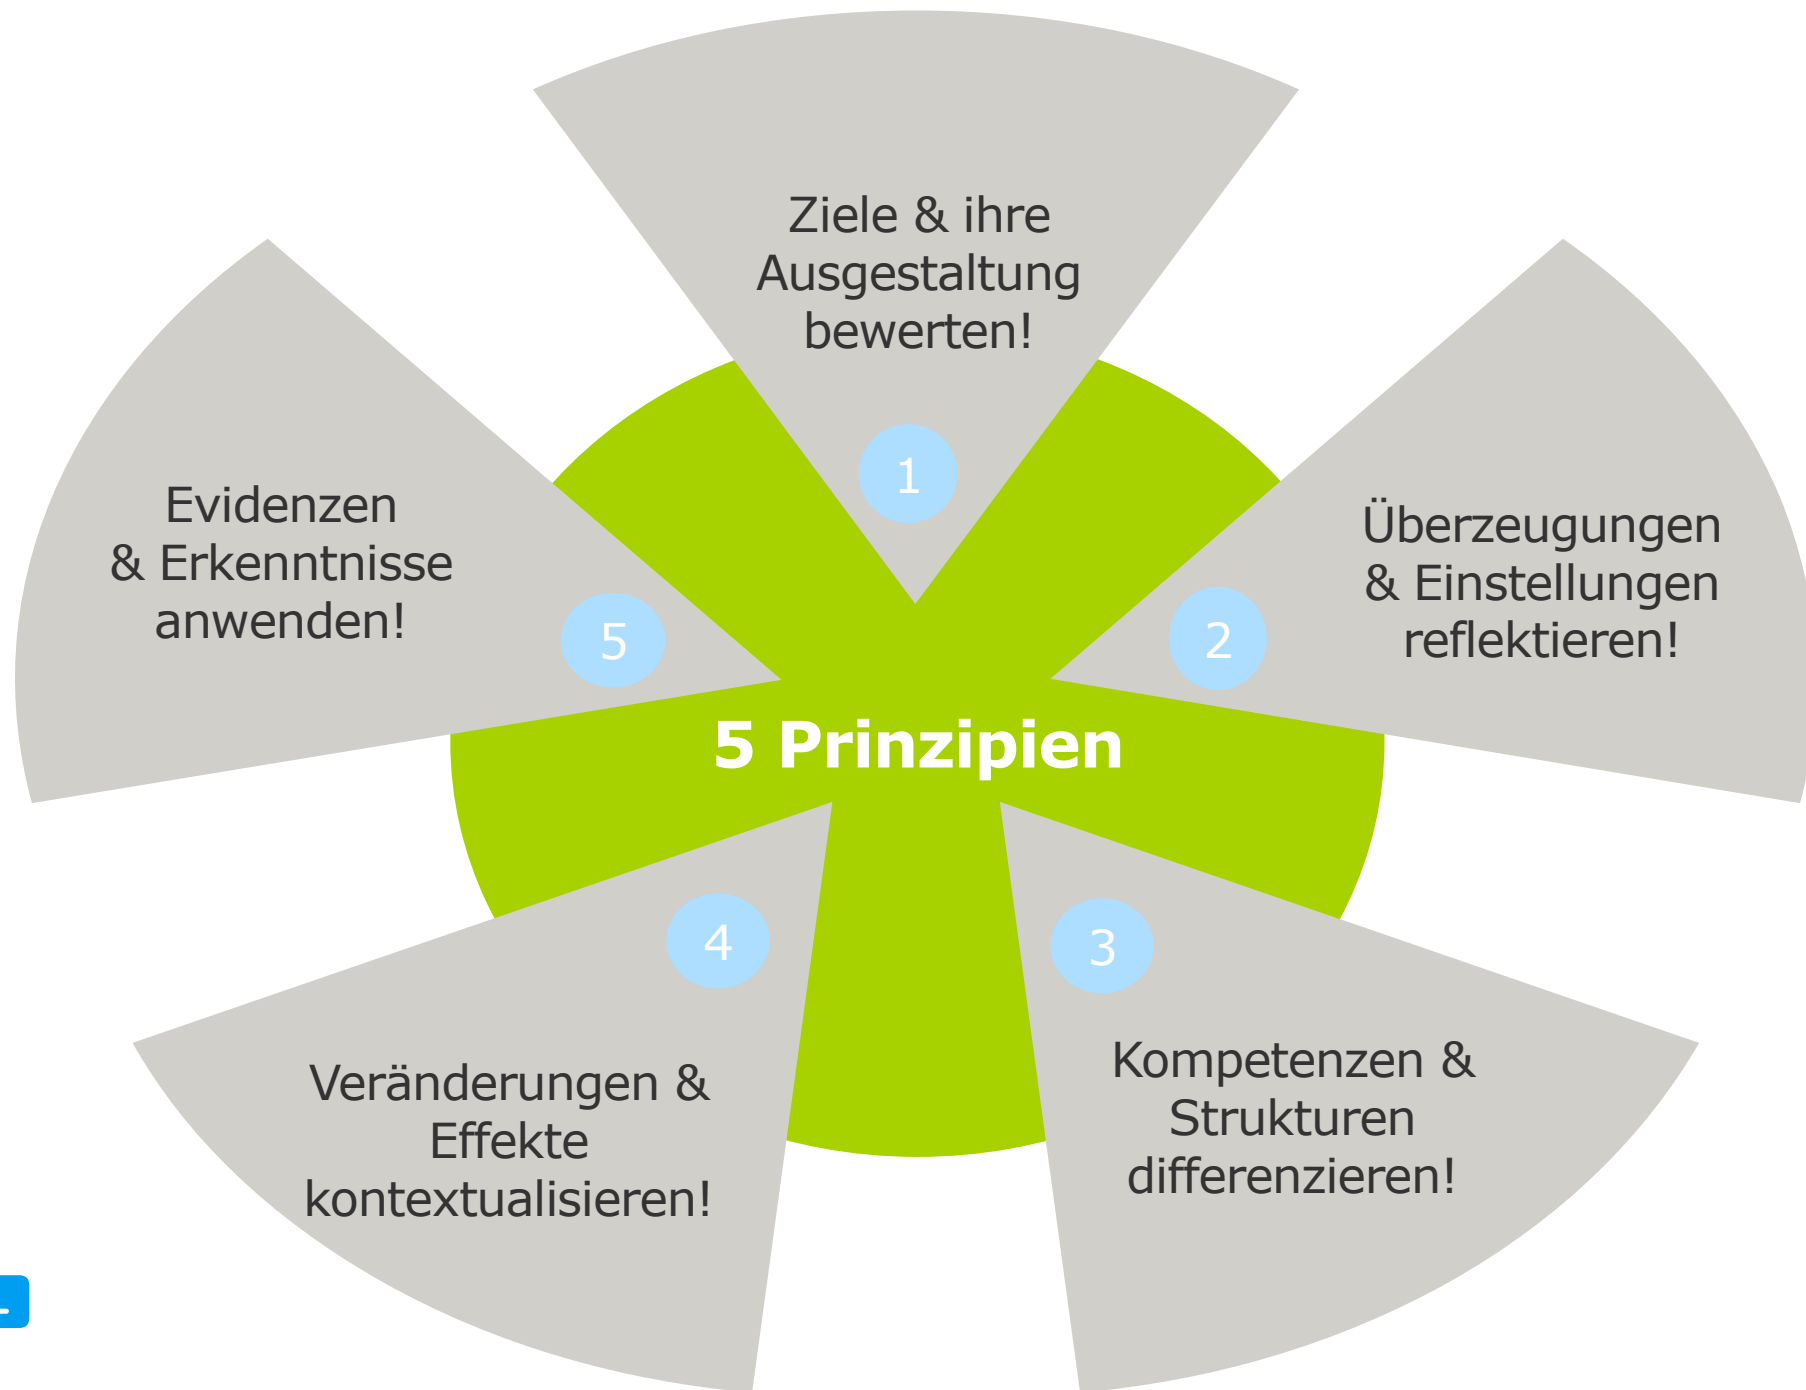 Ziele & ihre
Ausgestaltung
bewerten!
1
Überzeugungen
& Einstellungen
reflektieren!
2
Kompetenzen &
Strukturen
differenzieren!
3
Veränderungen &
Effekte
kontextualisieren!
4
Evidenzen
& Erkenntnisse
anwenden!
5
5 Prinzipien